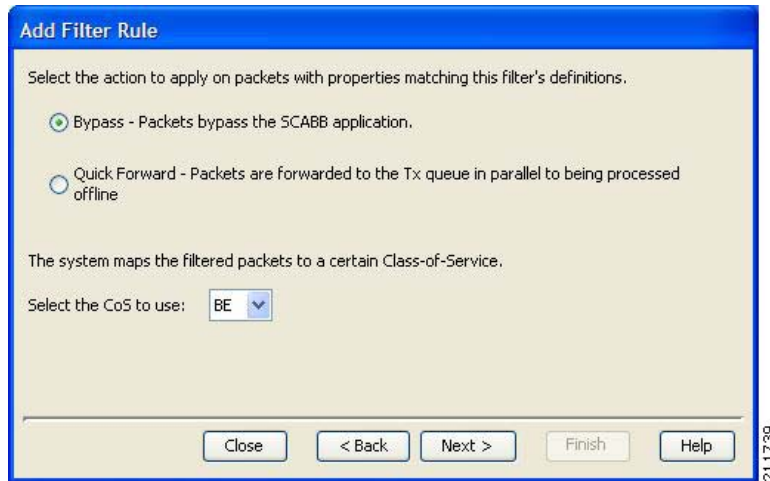 Add Filter Rule
Select the action to apply on packets with properties matching this filter's definitions.
Bypass - Packets bypass the SCABB application.
Quick Forward - Packets are forwarded to the Tx queue in parallel to being processed
offline
The system maps the filtered packets to a certain Class-of-Service.
Select the CoS to use: BE
Close < Back Next > Finish Help
211739